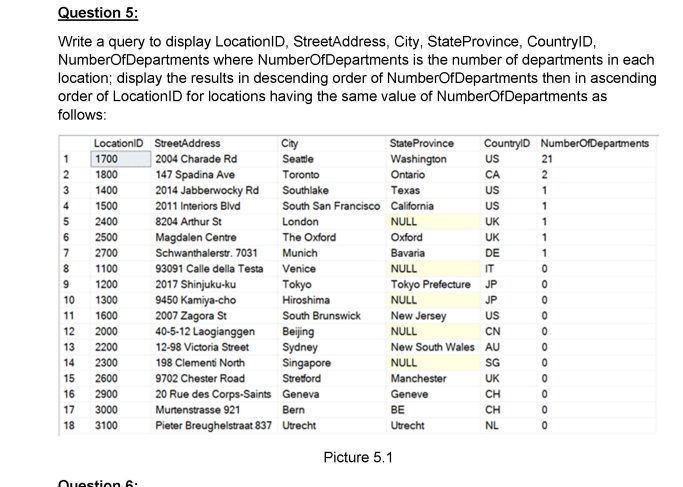 Question 5:
Write a query to display LocationID, StreetAddress, City, StateProvince, CountryID,
NumberOfDepartments where NumberOfDepartments is the number of departments in each
location; display the results in descending order of NumberOfDepartments then in ascending
order of LocationID for locations having the same value of NumberOfDepartments as
follows:
LocationID StreetAddress City StateProvince CountryID NumberOfDepartments
1 1700 2004 Charade Rd Seattle Washington US 21
2 1800 147 Spadina Ave Toronto Ontario CA 2
3 1400 2014 Jabberwocky Rd Southlake Texas US 1
4 1500 2011 Interiors Blvd South San Francisco California US 1
5 2400 8204 Arthur St London NULL UK 1
6 2500 Magdalen Centre The Oxford Oxford UK 1
7 2700 Schwanthalerstr. 7031 Munich Bavaria DE 1
8 1100 93091 Calle della Testa Venice NULL IT 0
9 1200 2017 Shinjuku-ku Tokyo Tokyo Prefecture JP 0
10 1300 9450 Kamiya-cho Hiroshima NULL JP 0
11 1600 2007 Zagora St South Brunswick New Jersey US 0
12 2000 40-5-12 Laogianggen Beijing NULL CN 0
13 2200 12-98 Victoria Street Sydney New South Wales AU 0
14 2300 198 Clementi North Singapore NULL SG 0
15 2600 9702 Chester Road Stretford Manchester UK 0
16 2900 20 Rue des Corps-Saints Geneva Geneve CH 0
17 3000 Murtenstrasse 921 Bern BE CH 0
18 3100 Pieter Breughelstraat 837 Utrecht Utrecht NL 0
Picture 5.1
Question 6: